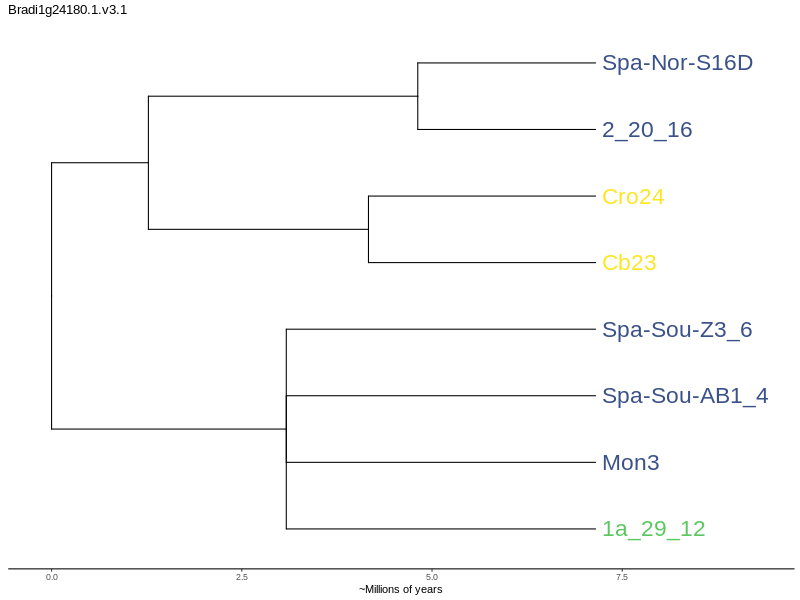 Bradi1g24180.1.v3.1
Spa-Nor-S16D
2_20_16
Cro24
Cb23
Spa-Sou-Z3_6
Spa-Sou-AB1_4
Mon3
1a_29_12
0.0 2.5 5.0 7.5
~Millions of years